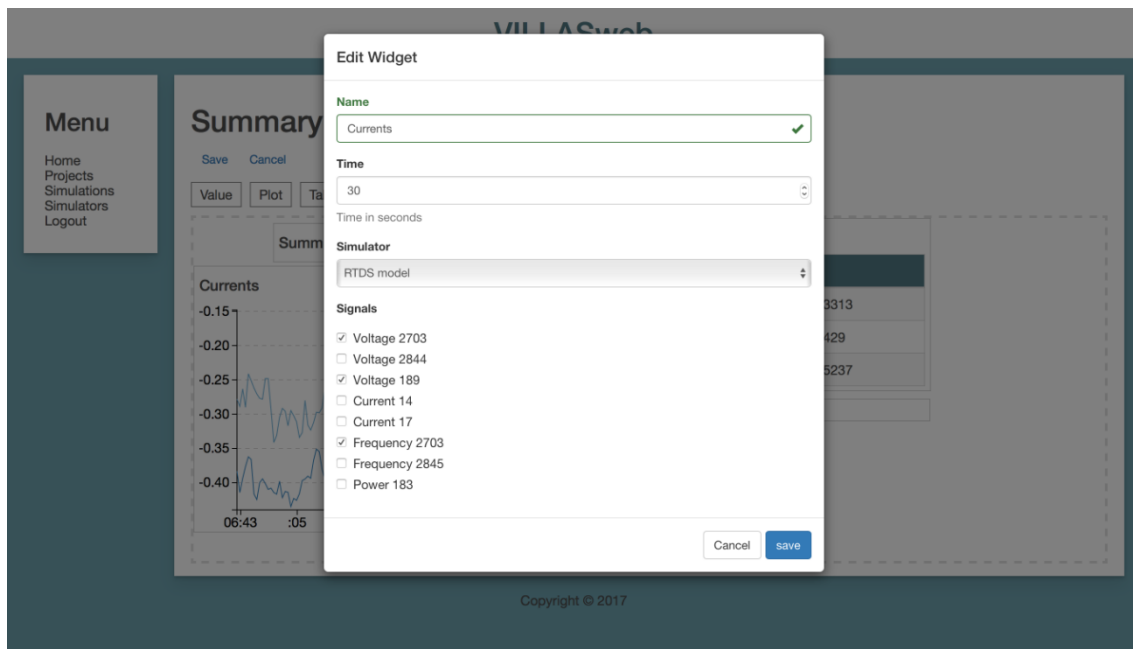 VILLASweb
Menu
Home
Projects
Simulations
Simulators
Logout
Summary
Save Cancel
Value Plot
Currents
-0.15
-0.20
-0.25
-0.30
-0.35
-0.40
06:43 :05
Edit Widget
Name
Currents
Time
30
Time in seconds
Simulator
RTDS model
Signals
Voltage 2703
Voltage 2844
Voltage 189
Current 14
Current 17
Frequency 2703
Frequency 2845
Power 183
Cancel save
3313
429
5237
Copyright © 2017